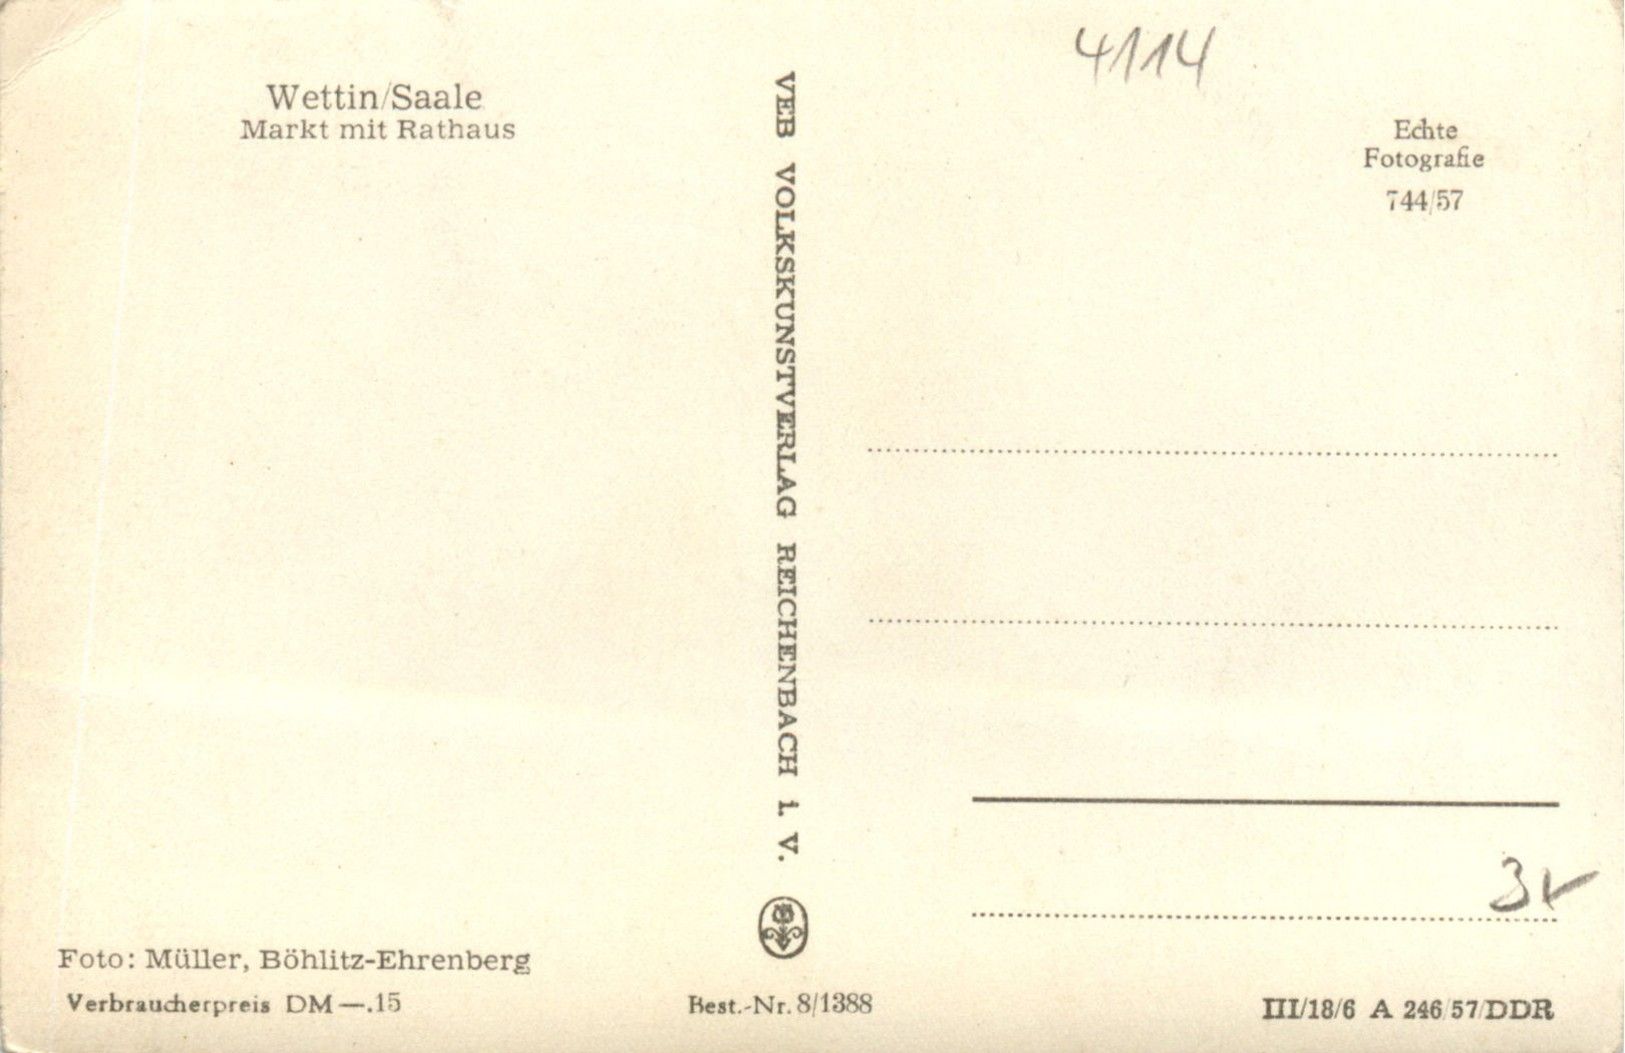 4114
Wettin/Saale
Markt mit Rathaus
Echte
Fotografie
744/57
VEB VOLKSKUNSTVERLAG REICHENBACH i. V.
3
Foto: Müller, Böhlitz-Ehrenberg
Verbraucherpreis DM —.15
Best.-Nr. 8/1388
III/18/6 A 246/57/DDR